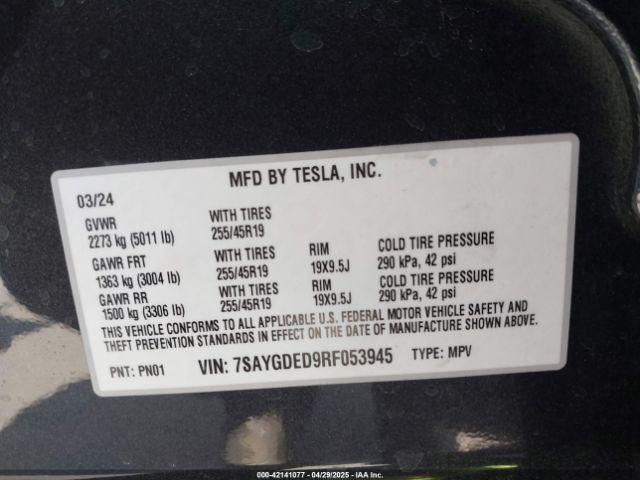 MFD BY TESLA, INC.
03/24
GVWR WITH TIRES
2273 kg (5011 lb) 255/45R19
GAWR FRT WITH TIRES RIM COLD TIRE PRESSURE
1363 kg (3004 lb) 255/45R19 19X9.5J 290 kPa, 42 psi
GAWR RR WITH TIRES RIM COLD TIRE PRESSURE
1500 kg (3306 lb) 255/45R19 19X9.5J 290 kPa, 42 psi
THIS VEHICLE CONFORMS TO ALL APPLICABLE U.S. FEDERAL MOTOR VEHICLE SAFETY AND
THEFT PREVENTION STANDARDS IN EFFECT ON THE DATE OF MANUFACTURE SHOWN ABOVE.
PNT: PN01 VIN: 7SAYGDED9RF053945 TYPE: MPV
000-42141077 - 04/29/2025 - IAA Inc.